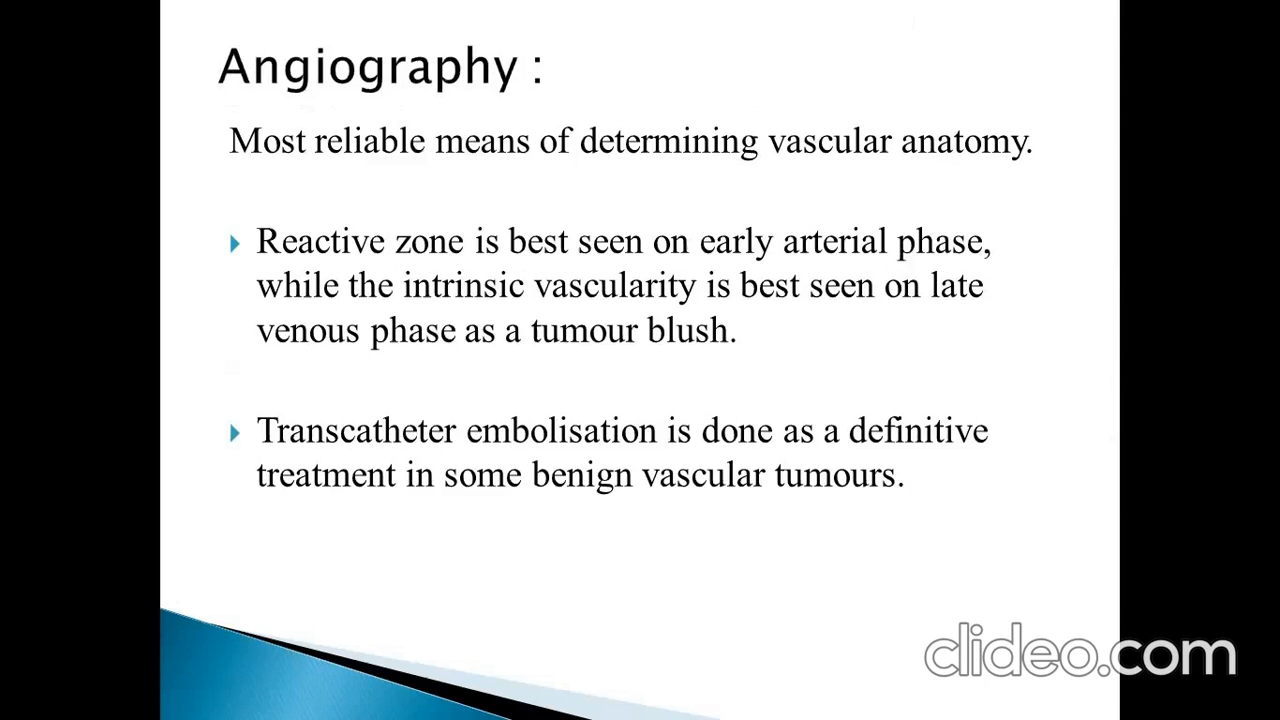 Angiography :
Most reliable means of determining vascular anatomy.
Reactive zone is best seen on early arterial phase,
while the intrinsic vascularity is best seen on late
venous phase as a tumour blush.
Transcatheter embolisation is done as a definitive
treatment in some benign vascular tumours.
clideo.com